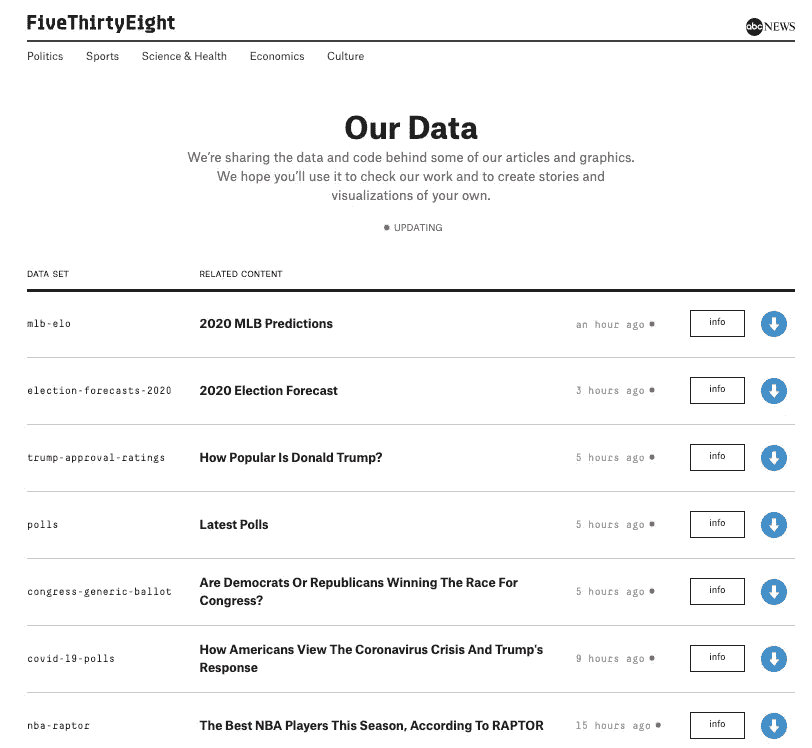 FiveThirtyEight
abc NEWS
Politics Sports Science & Health Economics Culture
Our Data
We're sharing the data and code behind some of our articles and graphics.
We hope you'll use it to check our work and to create stories and
visualizations of your own.
UPDATING
DATA SET RELATED CONTENT
mlb-elo 2020 MLB Predictions an hour ago info
election-forecasts-2020 2020 Election Forecast 3 hours ago info
trump-approval-ratings How Popular Is Donald Trump? 5 hours ago info
polls Latest Polls 5 hours ago info
congress-generic-ballot Are Democrats Or Republicans Winning The Race For
Congress? 5 hours ago info
covid-19-polls How Americans View The Coronavirus Crisis And Trump's
Response 9 hours ago info
nba-raptor The Best NBA Players This Season, According To RAPTOR 15 hours ago info